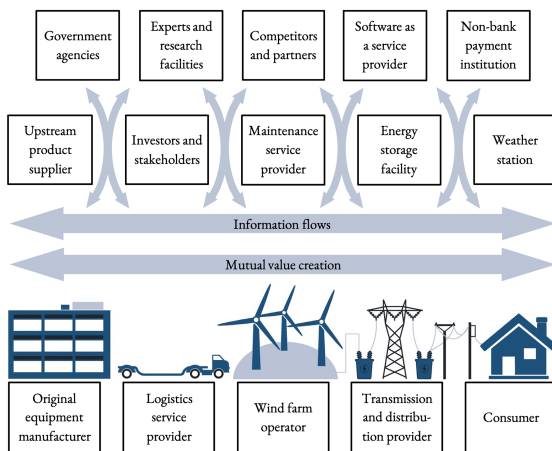 Government
agencies
Experts and
research
facilities
Competitors
and partners
Software as
a service
provider
Non-bank
payment
institution
Upstream
product
supplier
Investors and
stakeholders
Maintenance
service
provider
Energy
storage
facility
Weather
station
Information flows
Mutual value creation
Original
equipment
manufacturer
Logistics
service
provider
Wind farm
operator
Transmission
and distribu-
tion provider
Consumer